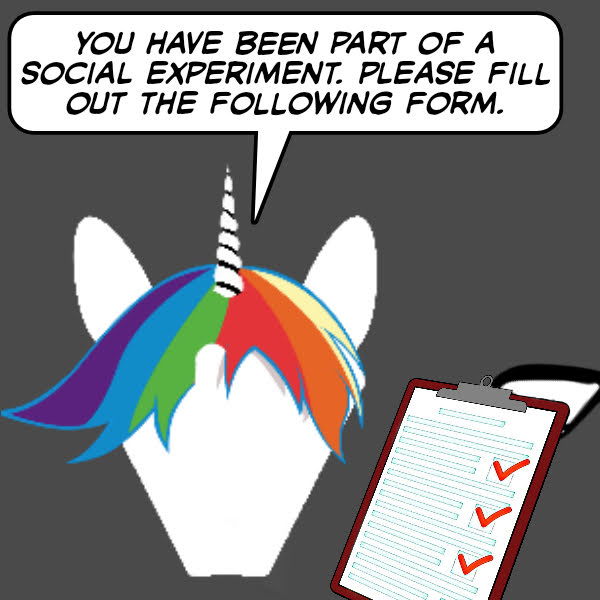 YOU HAVE BEEN PART OF A
SOCIAL EXPERIMENT. PLEASE FILL
OUT THE FOLLOWING FORM.